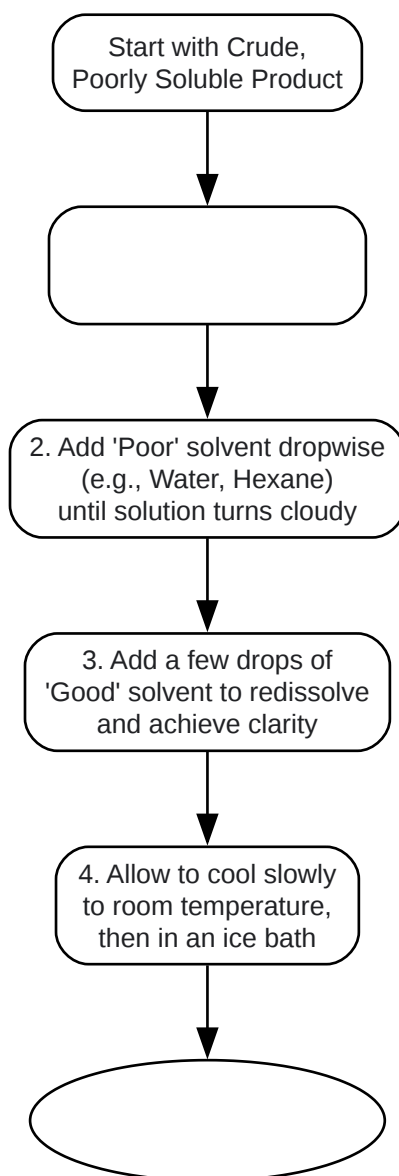 Start with Crude,
Poorly Soluble Product
2. Add 'Poor' solvent dropwise
(e.g., Water, Hexane)
until solution turns cloudy
3. Add a few drops of
'Good' solvent to redissolve
and achieve clarity
4. Allow to cool slowly
to room temperature,
then in an ice bath